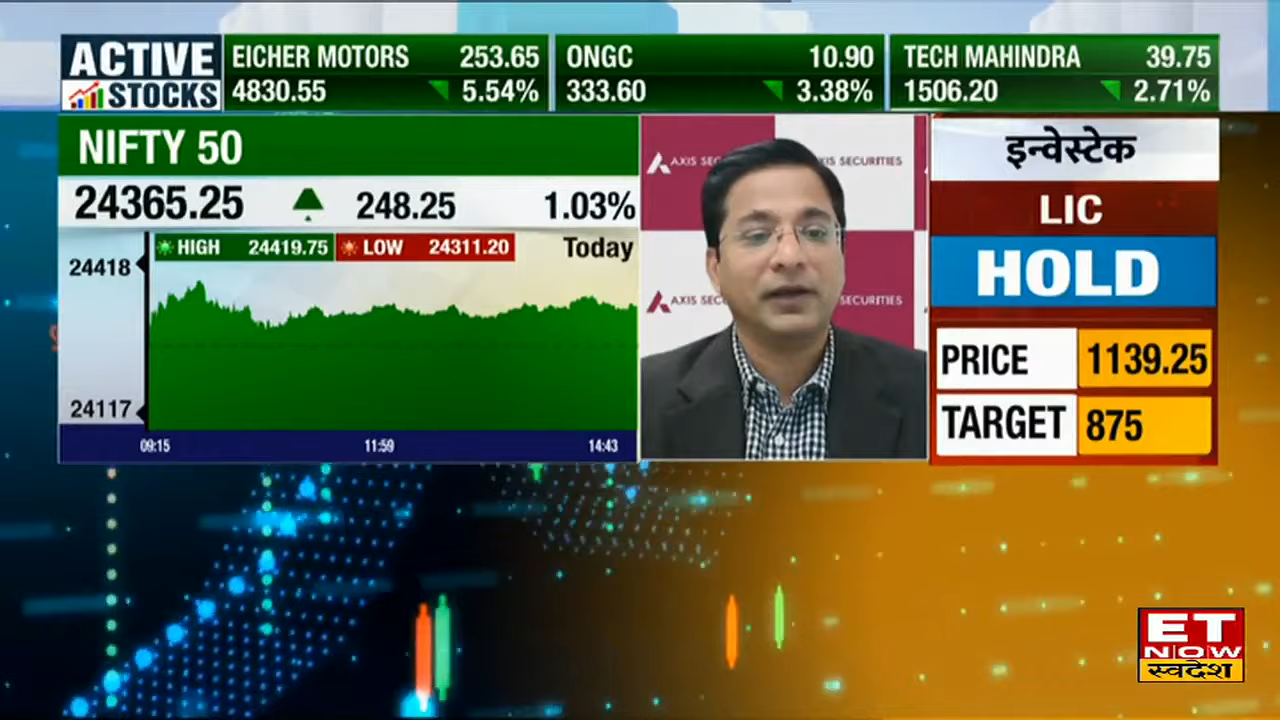 ACTIVE
STOCKS
EICHER MOTORS 253.65
4830.55 5.54%
ONGC 10.90
333.60 3.38%
TECH MAHINDRA 39.75
1506.20 2.71%
NIFTY 50
24365.25 248.25 1.03%
HIGH 24419.75 LOW 24311.20 Today
24418
24117
09:15 11:59 14:43
AXIS SEC XIS SECURITIES
AXIS SEC SECURITIES
इन्वेस्टेक
LIC
HOLD
PRICE 1139.25
TARGET 875
ET
NOW
स्वदेश